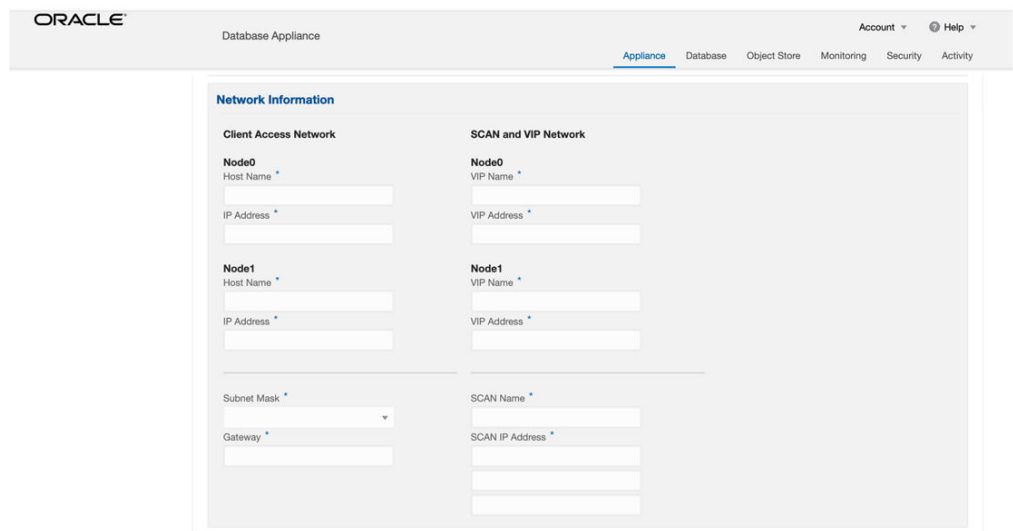 ORACLE®
Database Appliance
Account
Help
Appliance Database Object Store Monitoring Security Activity
Network Information
Client Access Network
SCAN and VIP Network
Node0
Node0
Host Name *
VIP Name *
IP Address *
VIP Address *
Node1
Node1
Host Name *
VIP Name *
IP Address *
VIP Address *
Subnet Mask *
SCAN Name *
Gateway *
SCAN IP Address *